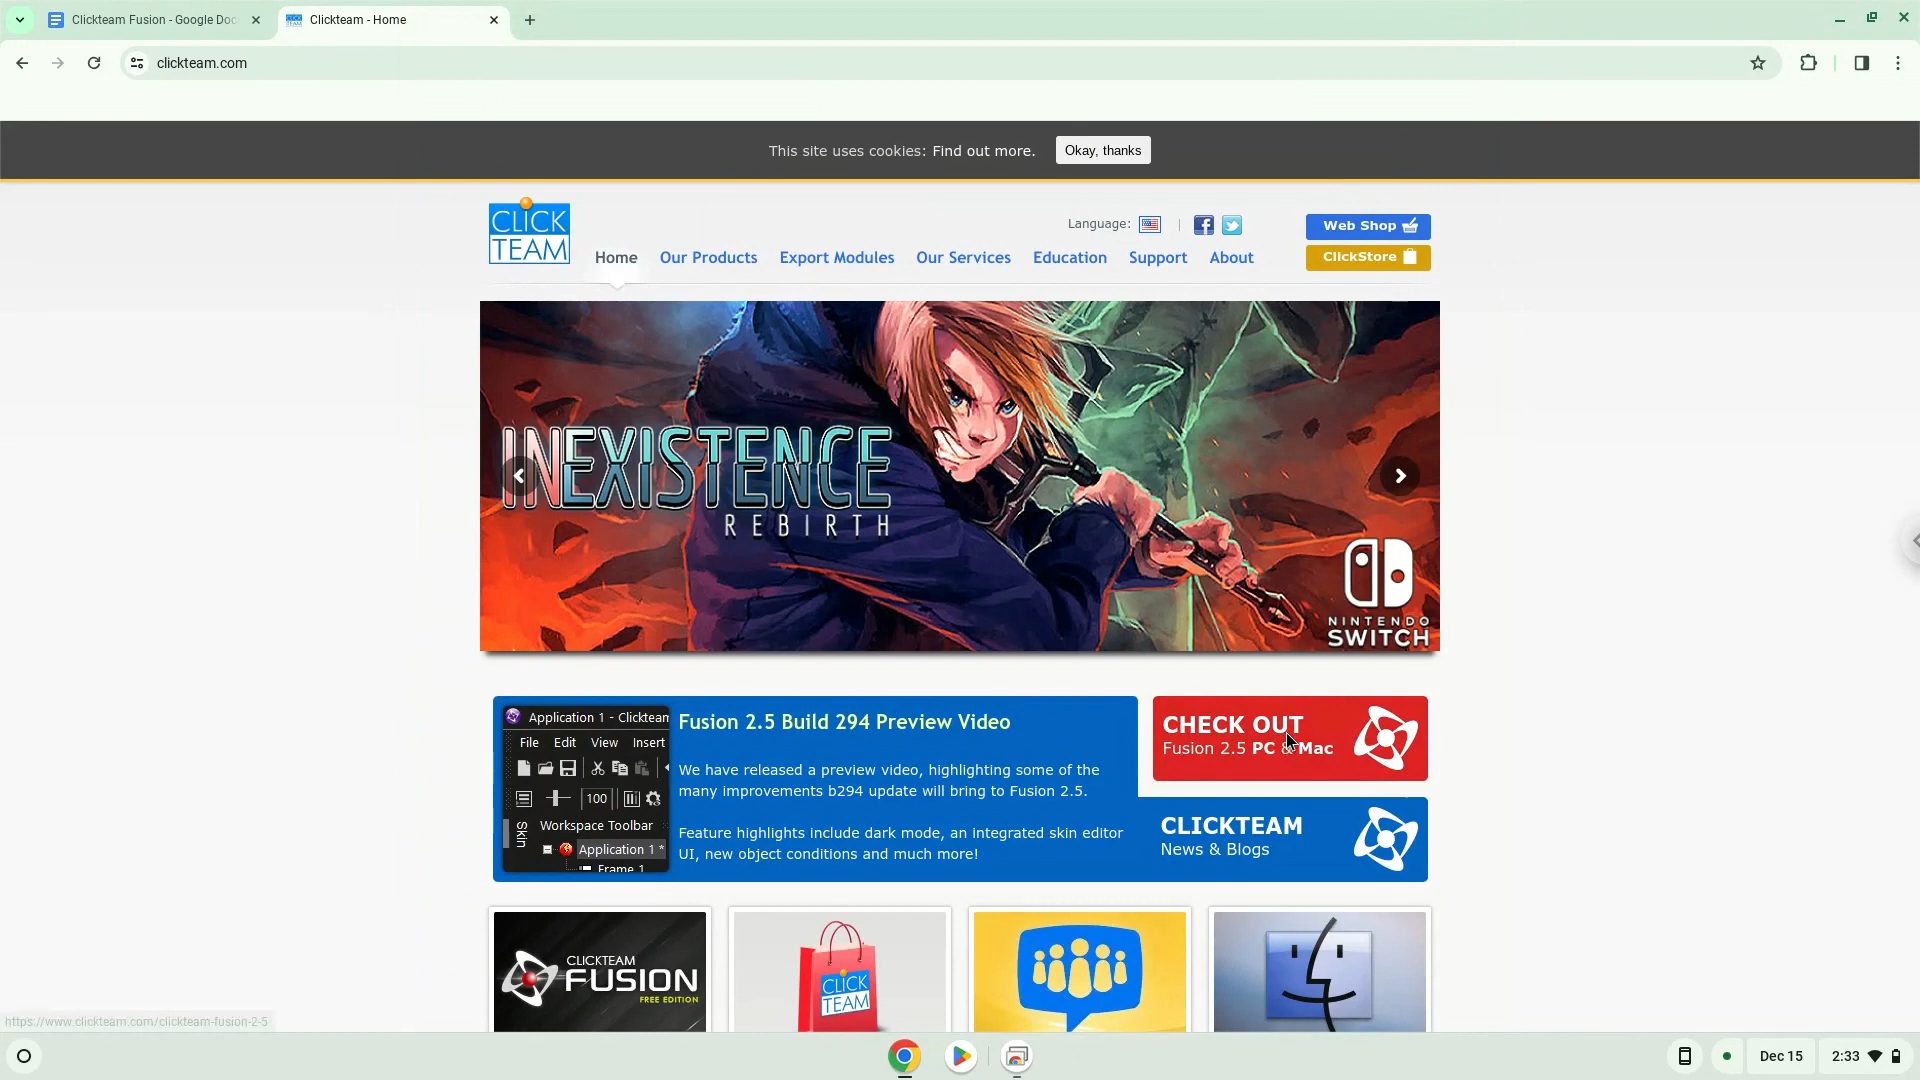 Clickteam Fusion - Google Doc
Clickteam - Home
clickteam.com
This site uses cookies: Find out more.
Okay, thanks
CLICK
TEAM
Language:
Web Shop
ClickStore
Home
Our Products
Export Modules
Our Services
Education
Support
About
INEXISTENCE
REBIRTH
NINTENDO
SWITCH
Application 1 - Clickteam
File Edit View Insert
100
Workspace Toolbar
Skin
Application 1 *
Frame 1
Fusion 2.5 Build 294 Preview Video
We have released a preview video, highlighting some of the
many improvements b294 update will bring to Fusion 2.5.
Feature highlights include dark mode, an integrated skin editor
UI, new object conditions and much more!
CHECK OUT
Fusion 2.5 PC & Mac
CLICKTEAM
News & Blogs
CLICKTEAM
FUSION
FREE EDITION
CLICK
TEAM
https://www.clickteam.com/clickteam-fusion-2-5
Dec 15
2:33